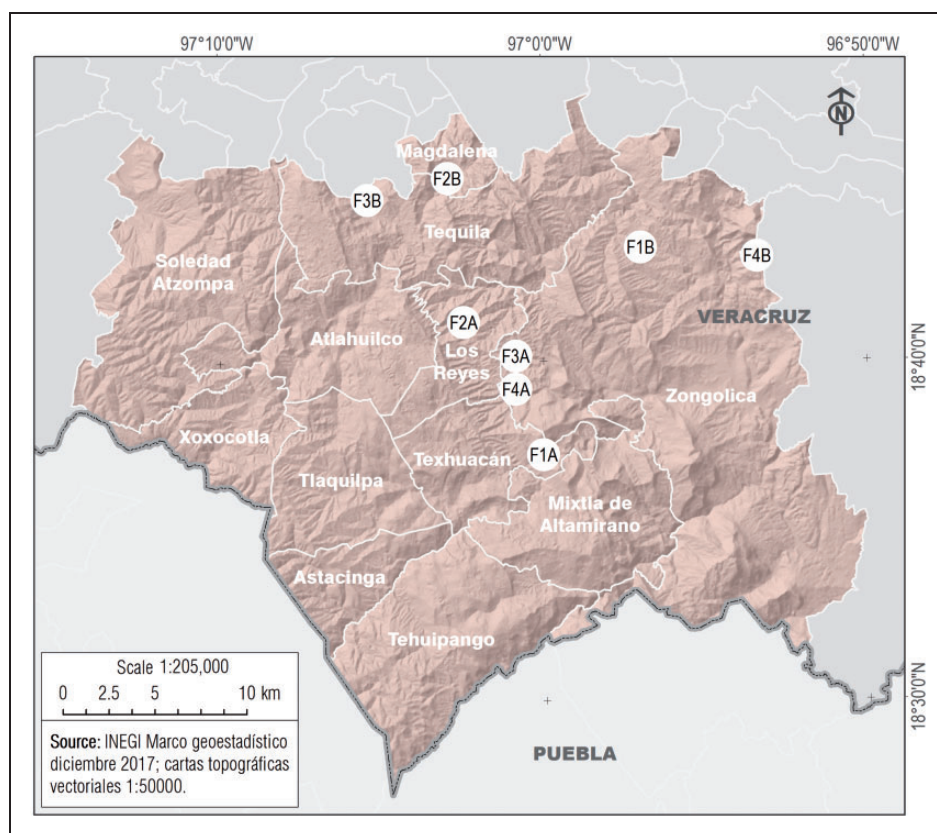 97°10'0"W 97°0'0"W 96°50'0"W
N
Magdalena
F2B
F3B
Tequila
F1B
F4B
Soledad
Atzompa
VERACRUZ
F2A
Atlahuilco
Los
Reyes
F3A
18°40'0"N
F4A
Zongolica
Xoxocotla
Texhuacán
F1A
Tlaquilpa
Mixtla de
Altamirano
Astacinga
Tehuipango
18°30'0"N
PUEBLA
Scale 1:205,000
0 2.5 5 10 km
Source: INEGI Marco geoestadístico
diciembre 2017; cartas topográficas
vectoriales 1:50000.